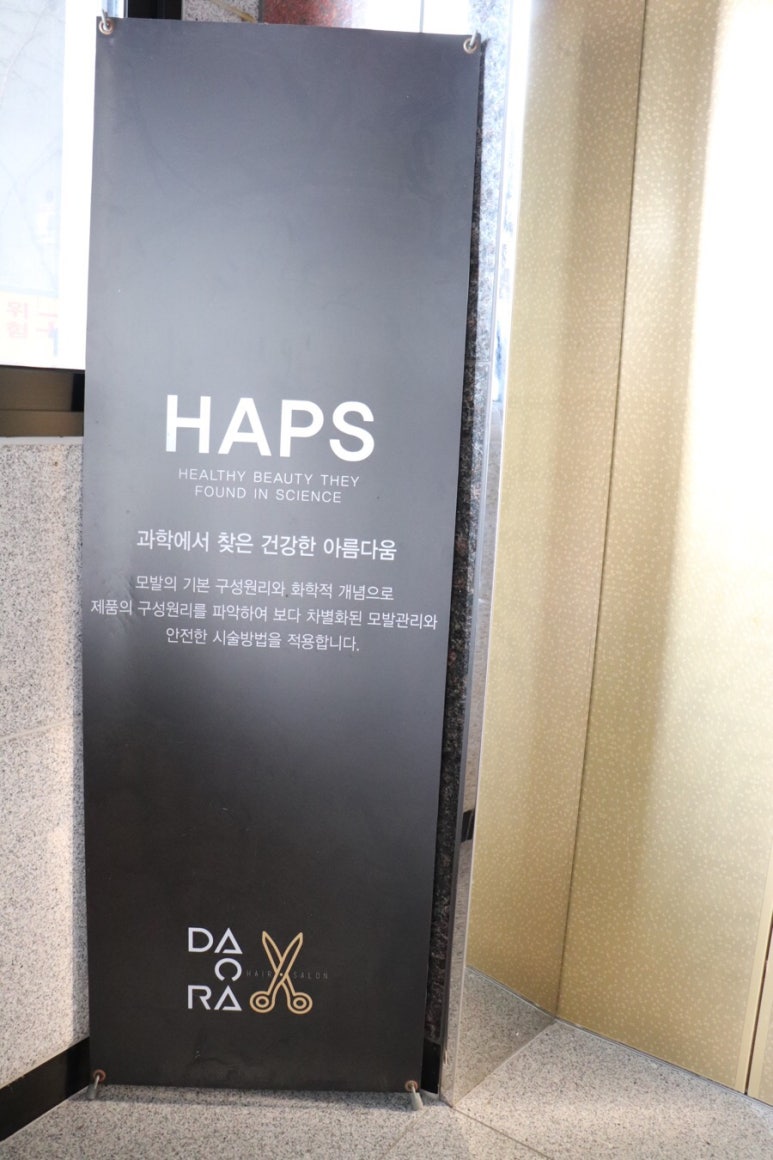 HAPS
HEALTHY BEAUTY THEY
FOUND IN SCIENCE
과학에서 찾은 건강한 아름다움
모발의 기본 구성원리와 화학적 개념으로
제품의 구성원리를 파악하여 보다 차별화된 모발관리와
안전한 시술방법을 적용합니다.
DA
O
RA
HAIR SALON
위
험